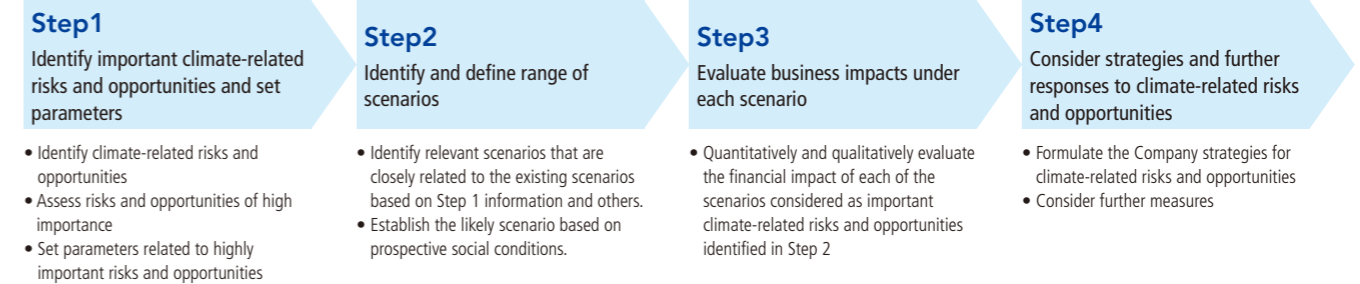 Step1
Identify important climate-related
risks and opportunities and set
parameters
• Identify climate-related risks and
opportunities
• Assess risks and opportunities of high
importance
• Set parameters related to highly
important risks and opportunities
Step2
Identify and define range of
scenarios
• Identify relevant scenarios that are
closely related to the existing scenarios
based on Step 1 information and others.
• Establish the likely scenario based on
prospective social conditions.
Step3
Evaluate business impacts under
each scenario
• Quantitatively and qualitatively evaluate
the financial impact of each of the
scenarios considered as important
climate-related risks and opportunities
identified in Step 2
Step4
Consider strategies and further
responses to climate-related risks
and opportunities
• Formulate the Company strategies for
climate-related risks and opportunities
• Consider further measures